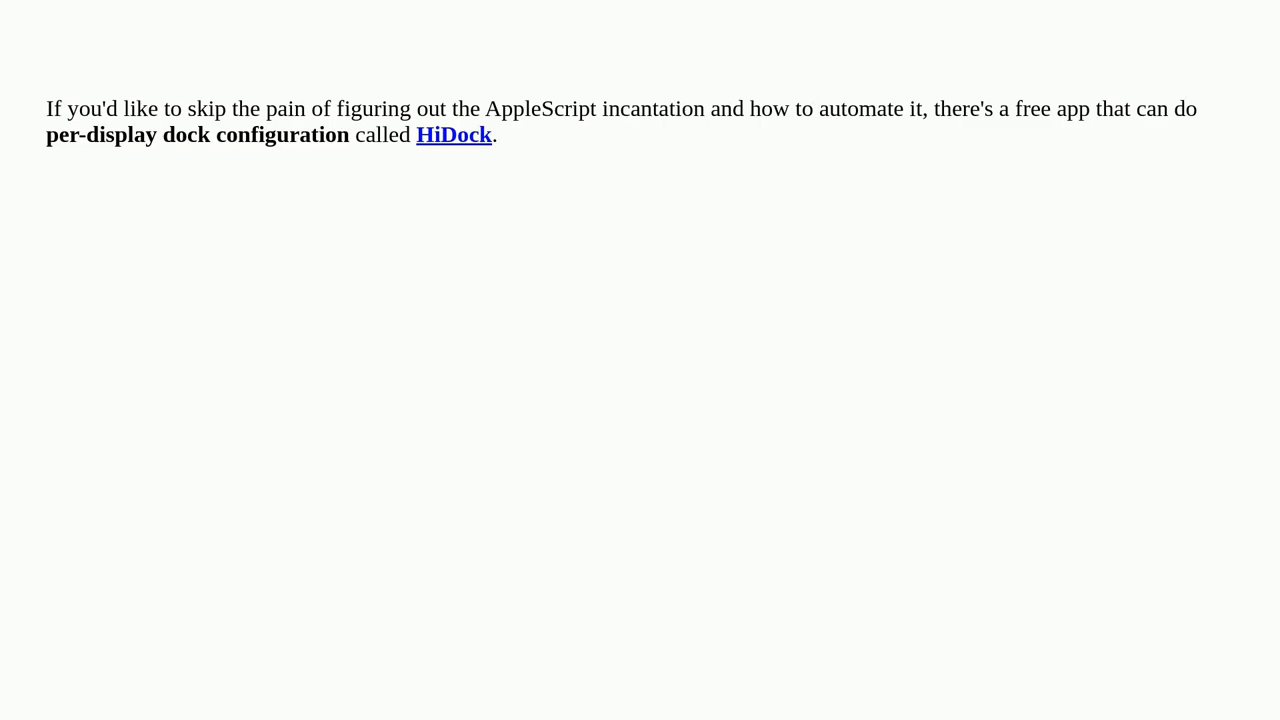 If you'd like to skip the pain of figuring out the AppleScript incantation and how to automate it, there's a free app that can do
per-display dock configuration called HiDock.